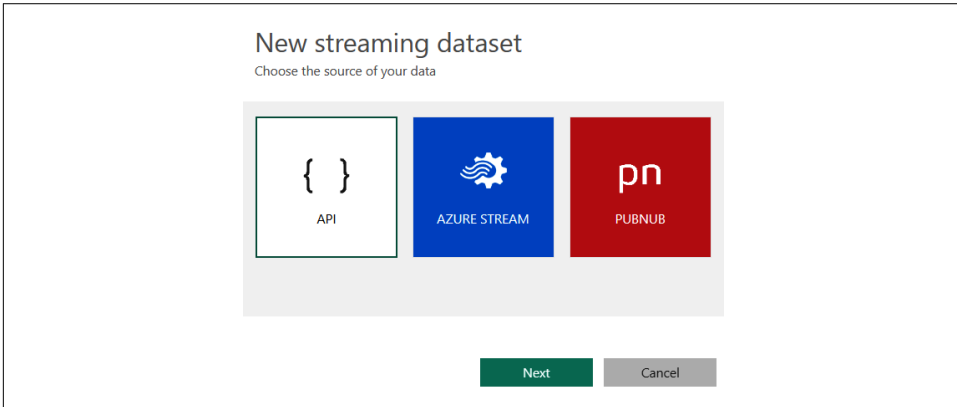 New streaming dataset
Choose the source of your data
{ }
API
AZURE STREAM
pn
PUBNUB
Next
Cancel